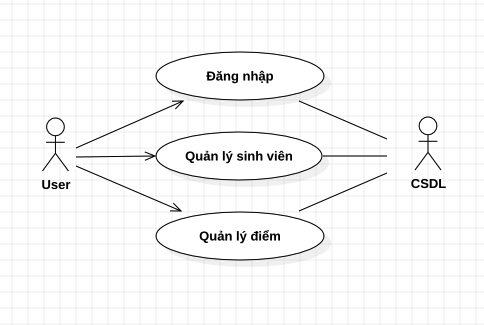 Đăng nhập
Quản lý sinh viên
User
CSDL
Quản lý điểm